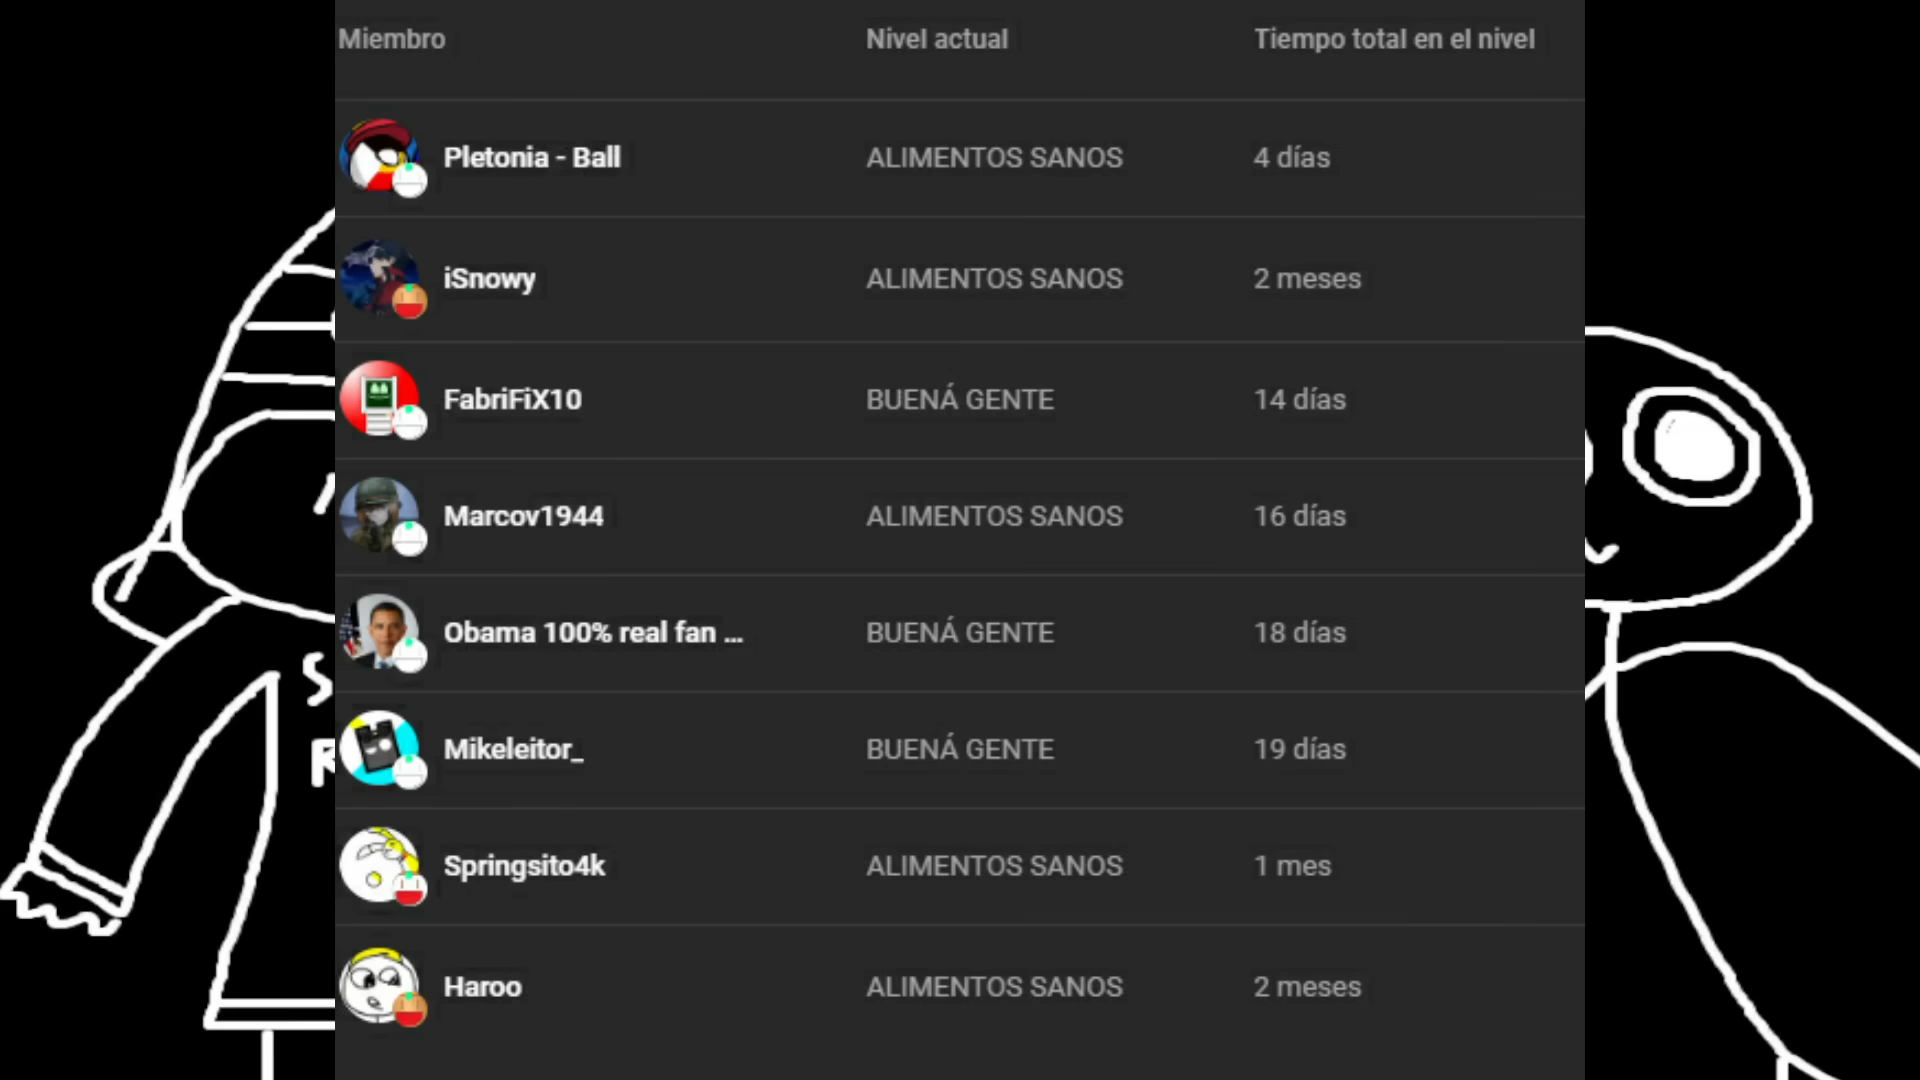 Miembro Nivel actual Tiempo total en el nivel
Pletonia - Ball ALIMENTOS SANOS 4 días
iSnowy ALIMENTOS SANOS 2 meses
FabriFiX10 BUENÁ GENTE 14 días
Marcov1944 ALIMENTOS SANOS 16 días
Obama 100% real fan ... BUENÁ GENTE 18 días
S
Mikeleitor_ BUENÁ GENTE 19 días
R
Springsito4k ALIMENTOS SANOS 1 mes
Haroo ALIMENTOS SANOS 2 meses